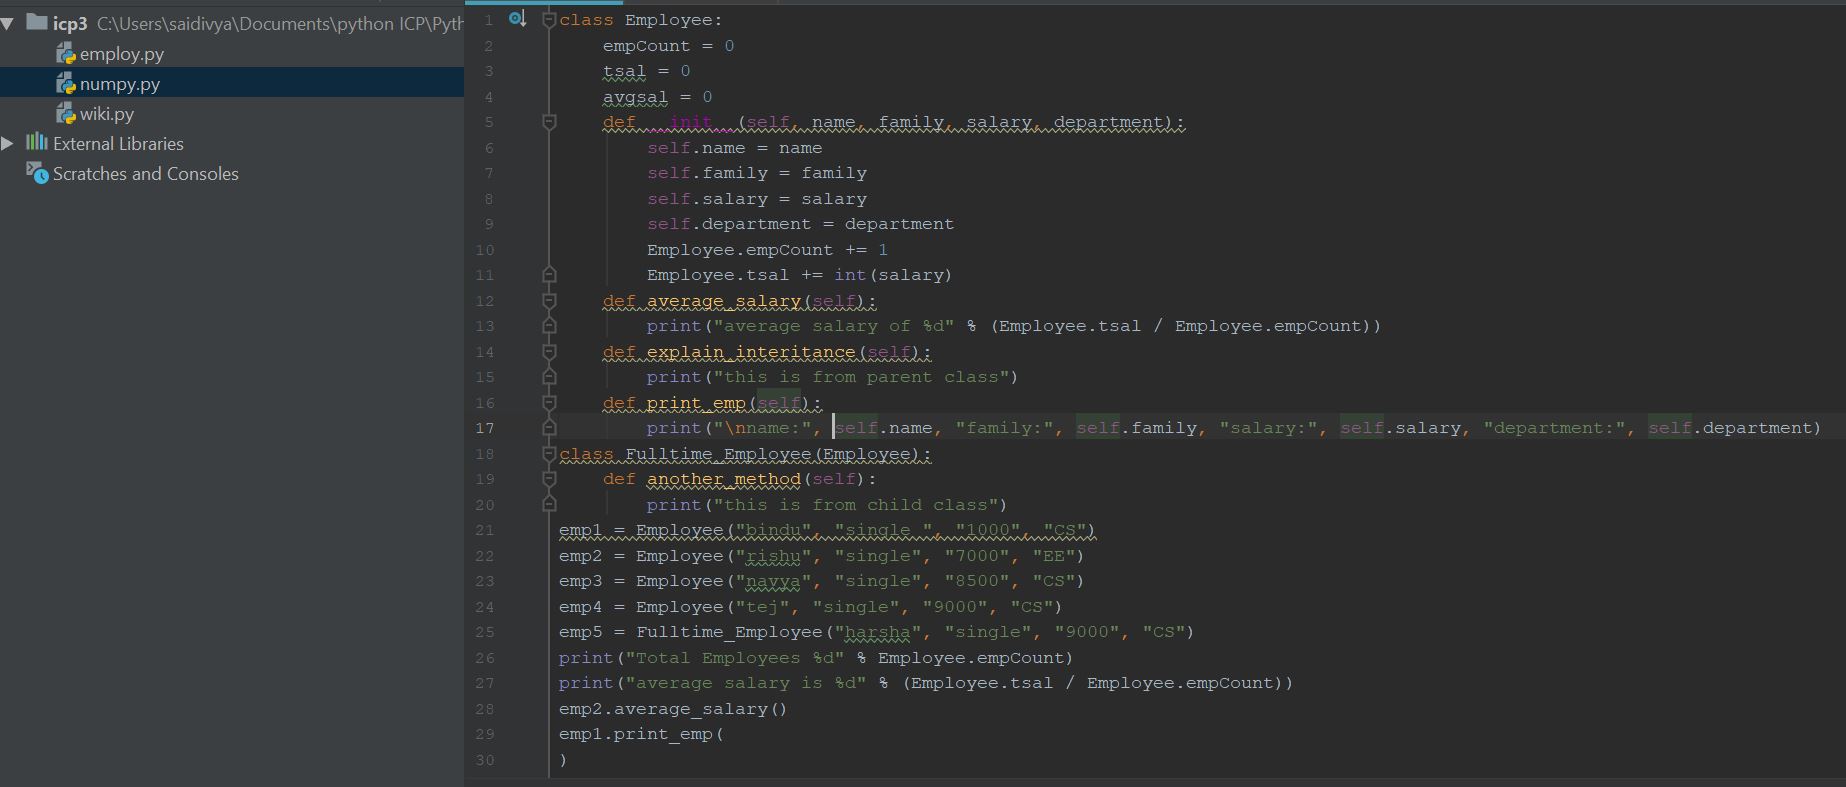 icp3 C:\Users\saidivya\Documents\python ICP\Pyth
employ.py
numpy.py
wiki.py
External Libraries
Scratches and Consoles
1 class Employee:
2     empCount = 0
3     tsal = 0
4     avgsal = 0
5     def __init__(self, name, family, salary, department):
6         self.name = name
7         self.family = family
8         self.salary = salary
9         self.department = department
10         Employee.empCount += 1
11         Employee.tsal += int(salary)
12     def average_salary(self):
13         print("average salary of %d" % (Employee.tsal / Employee.empCount))
14     def explain_interitance(self):
15         print("this is from parent class")
16     def print_emp(self):
17         print("\nname:", self.name, "family:", self.family, "salary:", self.salary, "department:", self.department)
18 class Fulltime_Employee(Employee):
19     def another_method(self):
20         print("this is from child class")
21 emp1 = Employee("bindu", "single ", "1000", "CS")
22 emp2 = Employee("rishu", "single", "7000", "EE")
23 emp3 = Employee("navya", "single", "8500", "CS")
24 emp4 = Employee("tej", "single", "9000", "CS")
25 emp5 = Fulltime_Employee("harsha", "single", "9000", "CS")
26 print("Total Employees %d" % Employee.empCount)
27 print("average salary is %d" % (Employee.tsal / Employee.empCount))
28 emp2.average_salary()
29 emp1.print_emp(
30 )